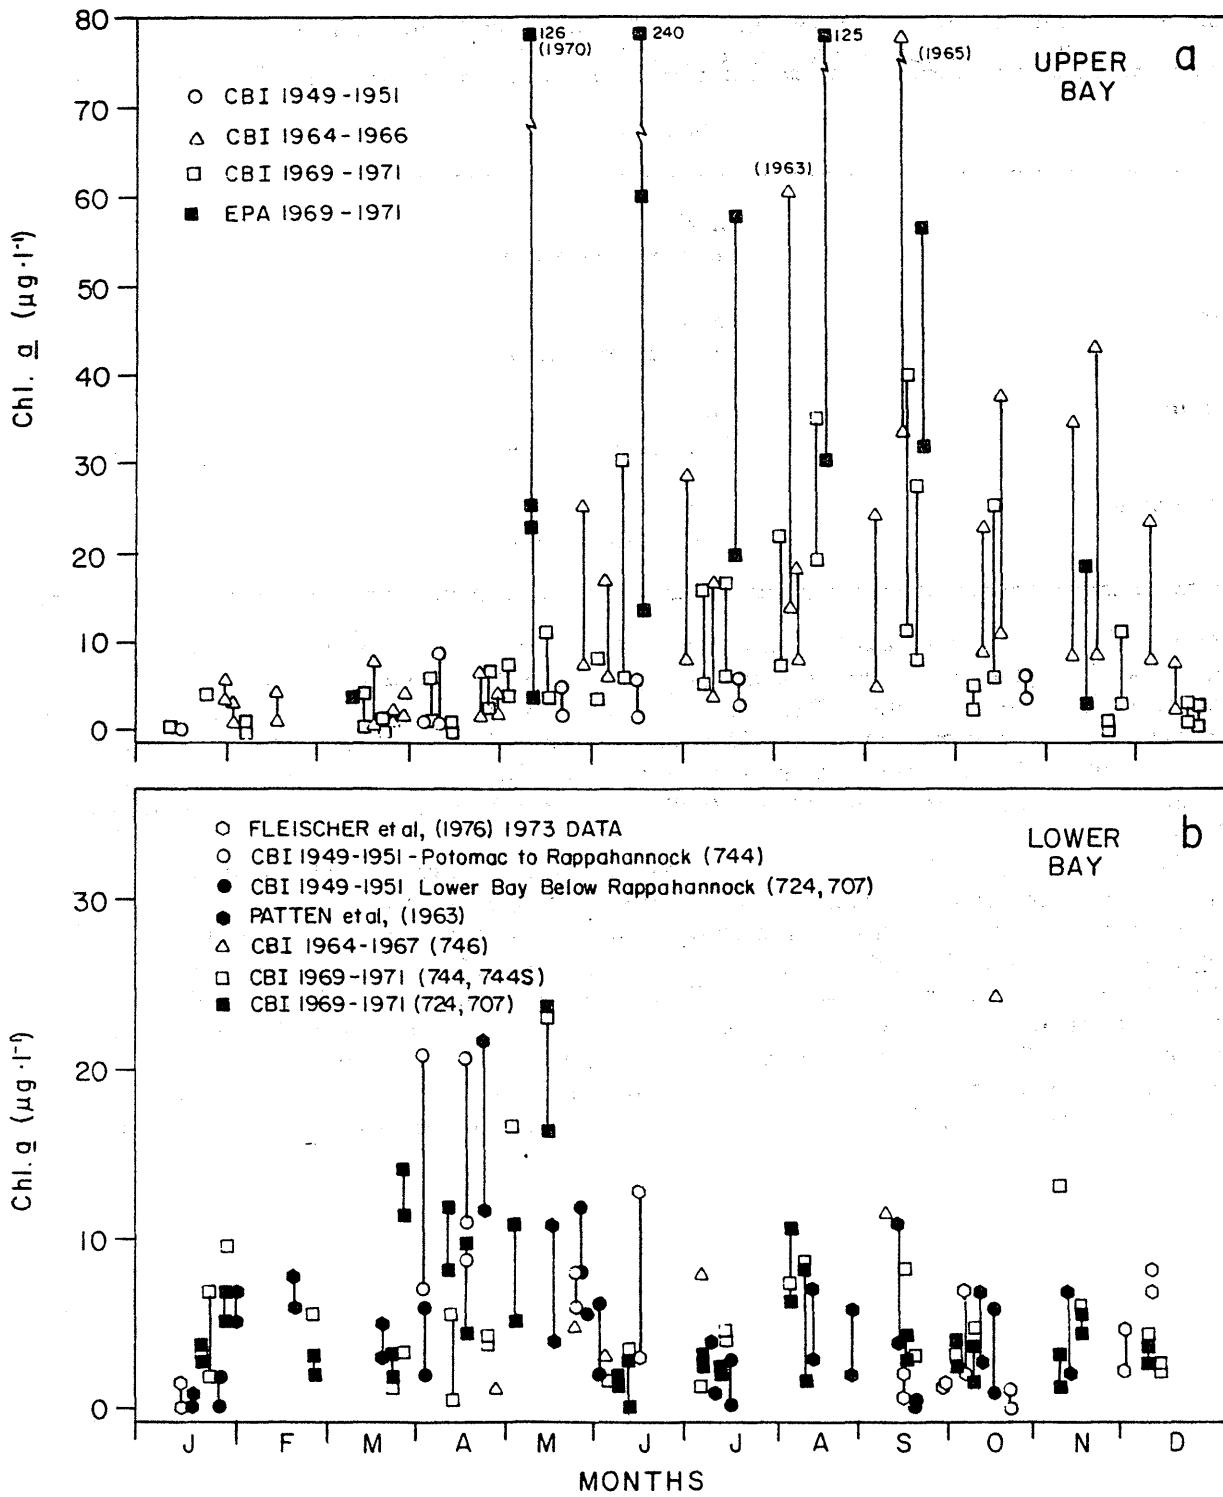 80
70
60
50
40
30
20
10
0
Chl. a (µg·l⁻¹)
CBI 1949-1951
CBI 1964-1966
CBI 1969-1971
EPA 1969-1971
126
(1970)
240
125
(1963)
(1965)
UPPER
BAY
a
30
20
10
0
Chl. a (µg·l⁻¹)
FLEISCHER et al, (1976) 1973 DATA
CBI 1949-1951-Potomac to Rappahannock (744)
CBI 1949-1951 Lower Bay Below Rappahannock (724,707)
PATTEN et al, (1963)
CBI 1964-1967 (746)
CBI 1969-1971 (744, 744S)
CBI 1969-1971 (724,707)
LOWER
BAY
b
J F M A M J J A S O N D
MONTHS